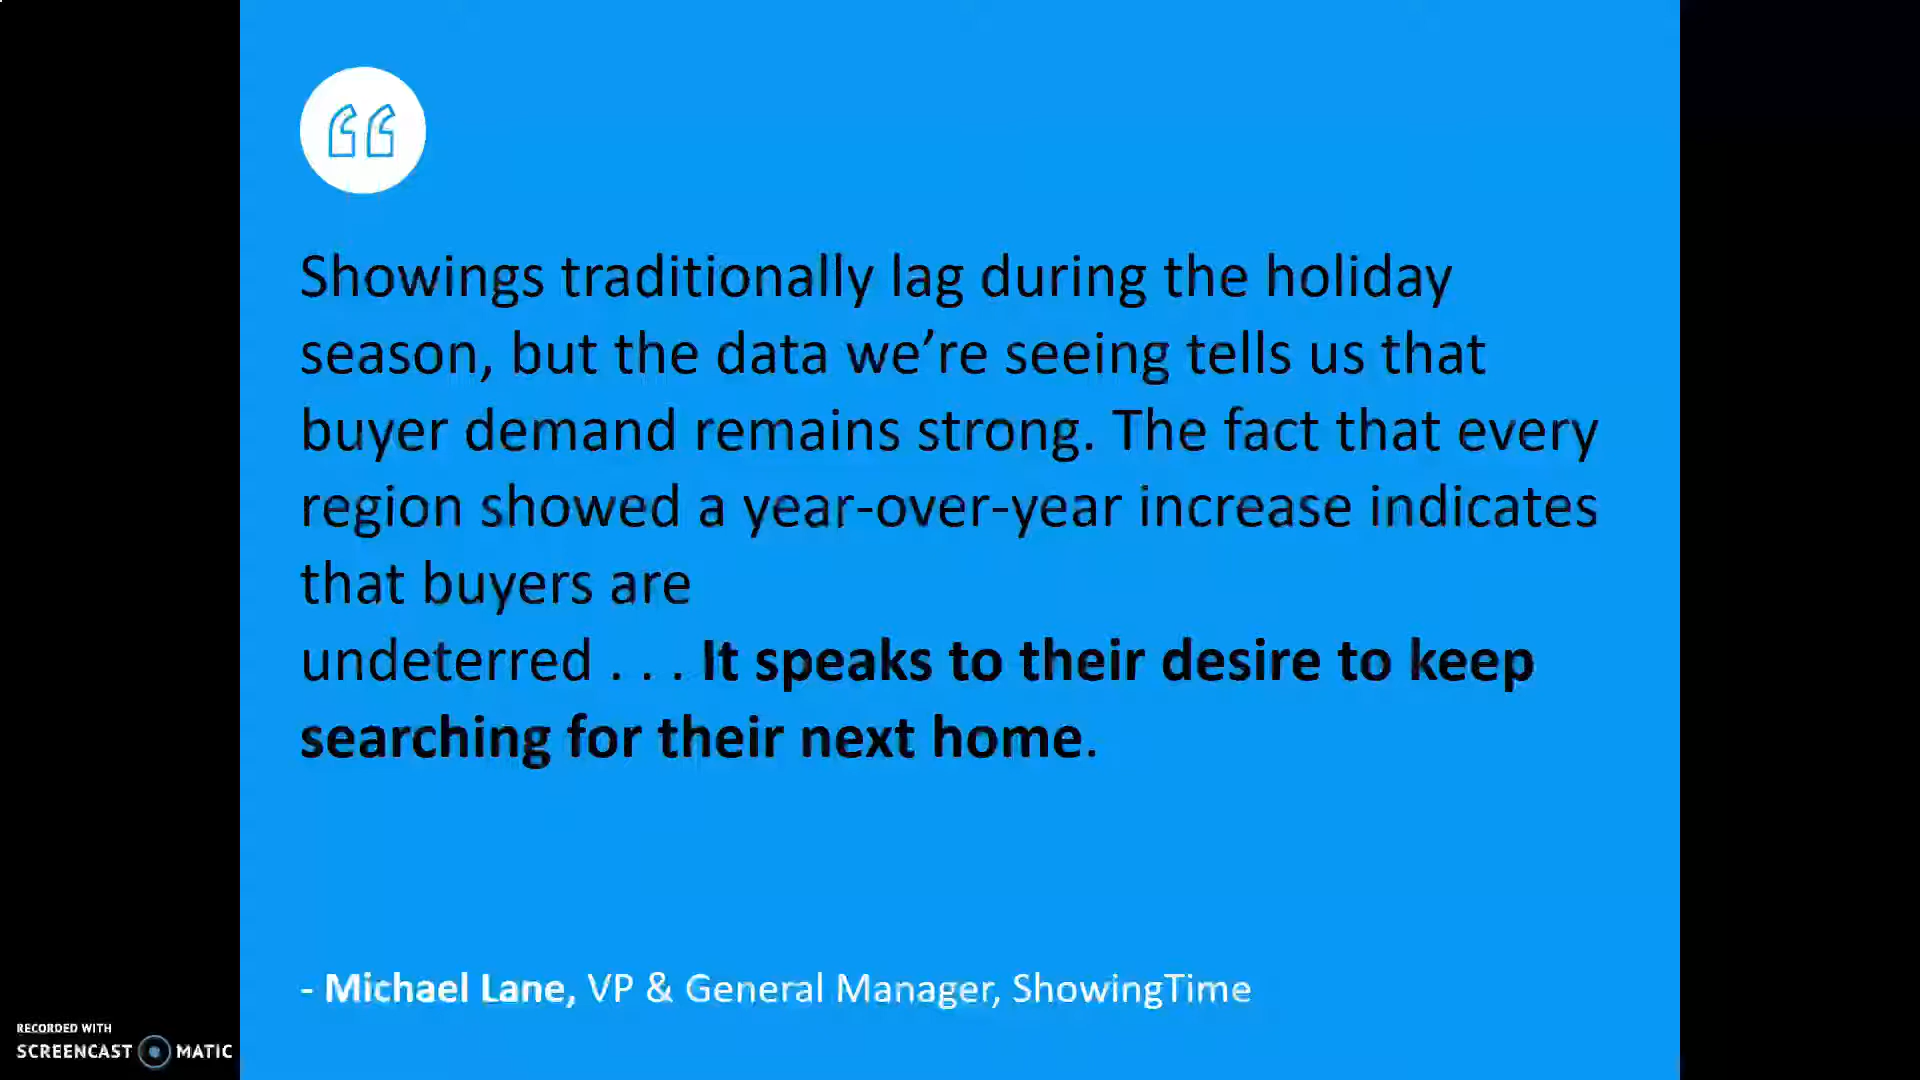 “
Showings traditionally lag during the holiday
season, but the data we’re seeing tells us that
buyer demand remains strong. The fact that every
region showed a year-over-year increase indicates
that buyers are
undeterred . . . It speaks to their desire to keep
searching for their next home.
- Michael Lane, VP & General Manager, ShowingTime
RECORDED WITH
SCREENCAST MATIC